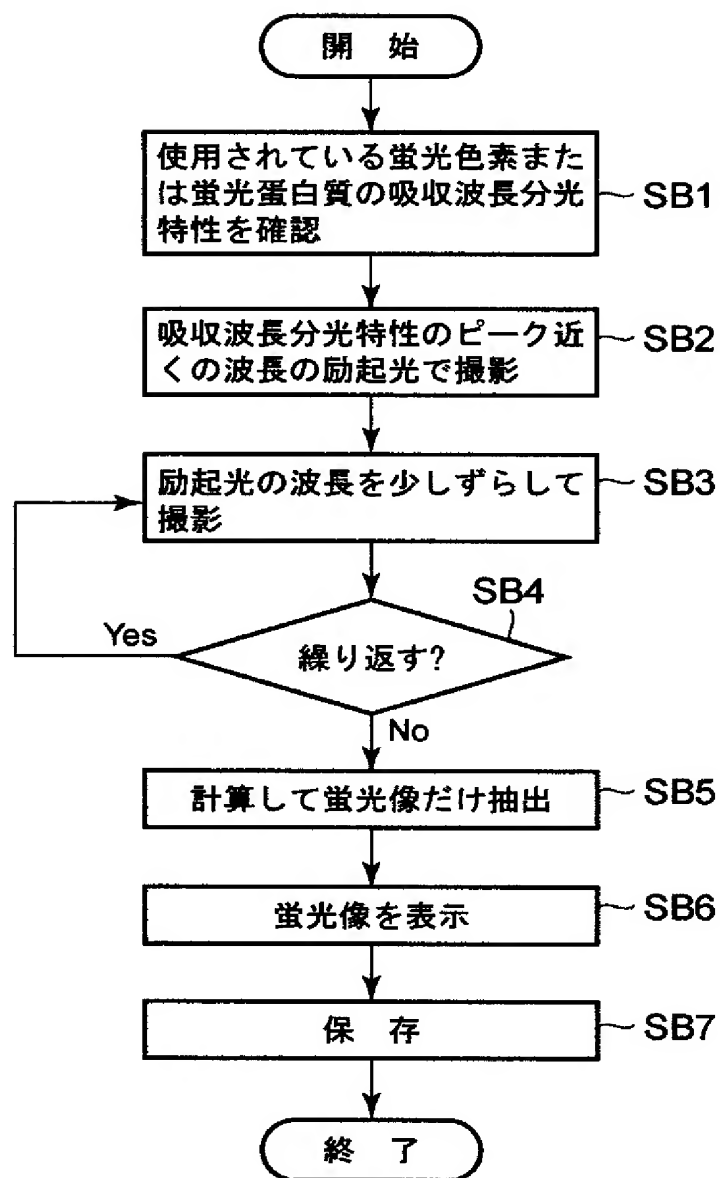 開 始
使用されている蛍光色素また
は蛍光蛋白質の吸収波長分光
特性を確認
SB1
吸収波長分光特性のピーク近
くの波長の励起光で撮影
SB2
励起光の波長を少しずらして
撮影
SB3
SB4
Yes
繰り返す?
No
計算して蛍光像だけ抽出
SB5
蛍光像を表示
SB6
保 存
SB7
終 了